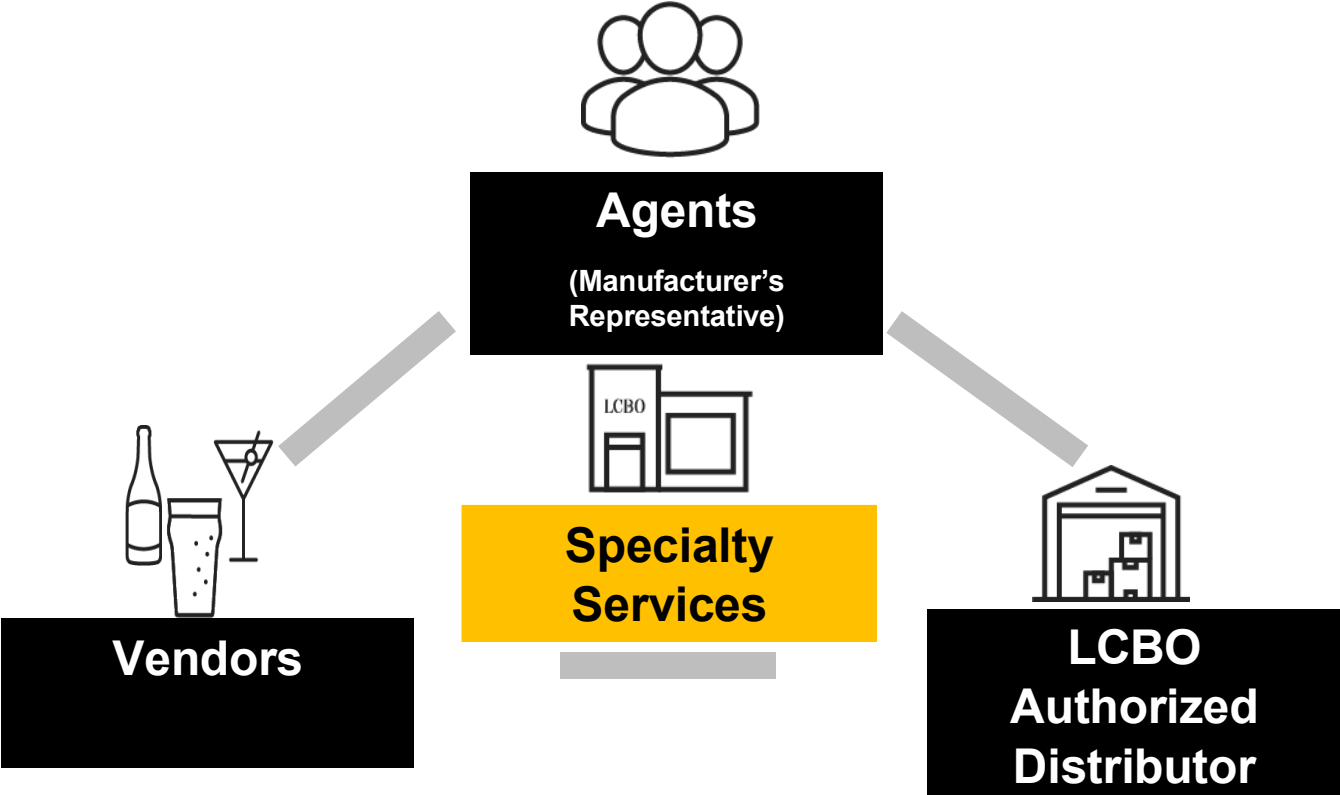 Agents
(Manufacturer’s
Representative)
LCBO
Specialty
Services
Vendors
LCBO
Authorized
Distributor